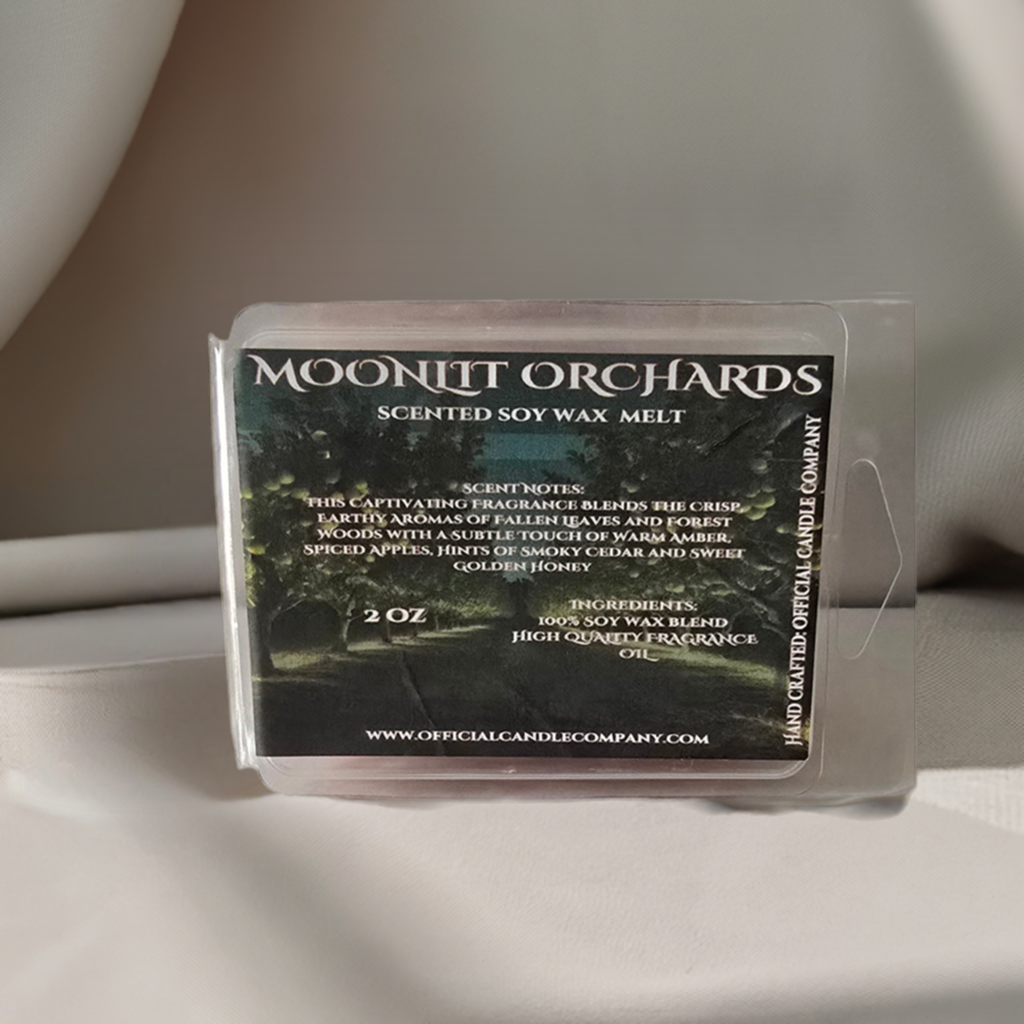 MOONLIT ORCHARDS
SCENTED SOY WAX MELT
SCENT NOTES:
THIS CAPTIVATING FRAGRANCE BLENDS THE CRISP,
EARTHY AROMAS OF FALLEN LEAVES AND FOREST
WOODS WITH A SUBTLE TOUCH OF WARM AMBER,
SPICED APPLES, HINTS OF SMOKY CEDAR AND SWEET
GOLDEN HONEY
2 OZ
INGREDIENTS:
100% SOY WAX BLEND
HIGH QUALITY FRAGRANCE
OIL
WWW.OFFICIALCANDLECOMPANY.COM
HAND CRAFTED: OFFICIAL CANDLE COMPANY